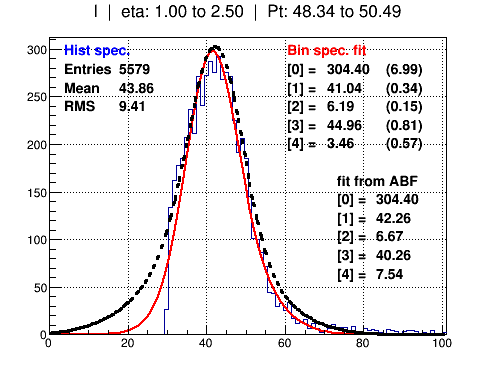 I | eta: 1.00 to 2.50 | Pt: 48.34 to 50.49
Hist spec.
Entries 5579
Mean 43.86
RMS 9.41
Bin spec. fit
[0] = 304.40 (6.99)
[1] = 41.04 (0.34)
[2] = 6.19 (0.15)
[3] = 44.96 (0.81)
[4] = 3.46 (0.57)
fit from ABF
[0] = 304.40
[1] = 42.26
[2] = 6.67
[3] = 40.26
[4] = 7.54
300
250
200
150
100
50
0
0 20 40 60 80 100